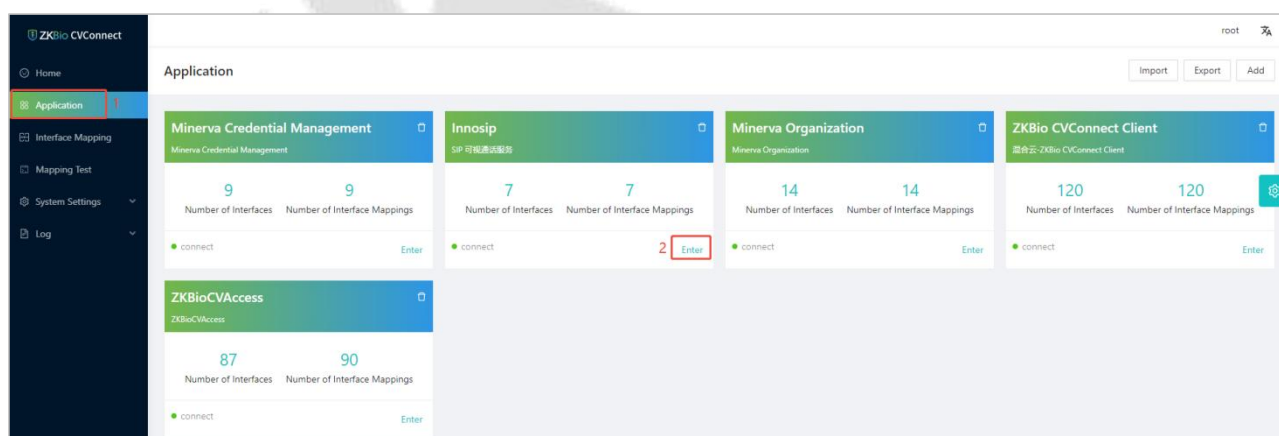 ZKBio CVConnect
root
Home
Application 1
Interface Mapping
Mapping Test
System Settings
Log
Application
Import Export Add
Minerva Credential Management
Minerva Credential Management
9 9
Number of Interfaces Number of Interface Mappings
connect Enter
Innosip
SIP 可视通话服务
7 7
Number of Interfaces Number of Interface Mappings
connect 2 Enter
Minerva Organization
Minerva Organization
14 14
Number of Interfaces Number of Interface Mappings
connect Enter
ZKBio CVConnect Client
混合云-ZKBio CVConnect Client
120 120
Number of Interfaces Number of Interface Mappings
connect Enter
ZKBioCVAccess
ZKBioCVAccess
87 90
Number of Interfaces Number of Interface Mappings
connect Enter